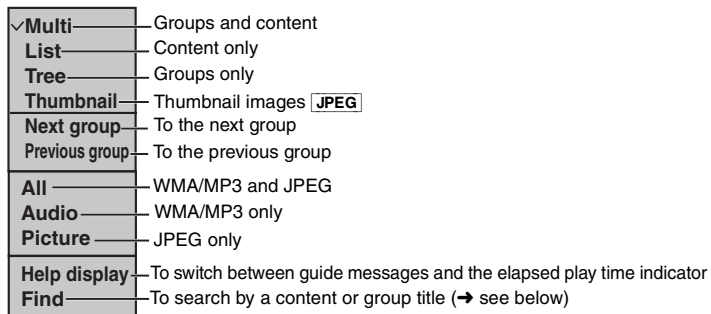 ✓Multi Groups and content
List Content only
Tree Groups only
Thumbnail Thumbnail images JPEG
Next group To the next group
Previous group To the previous group
All WMA/MP3 and JPEG
Audio WMA/MP3 only
Picture JPEG only
Help display To switch between guide messages and the elapsed play time indicator
Find To search by a content or group title (➜ see below)